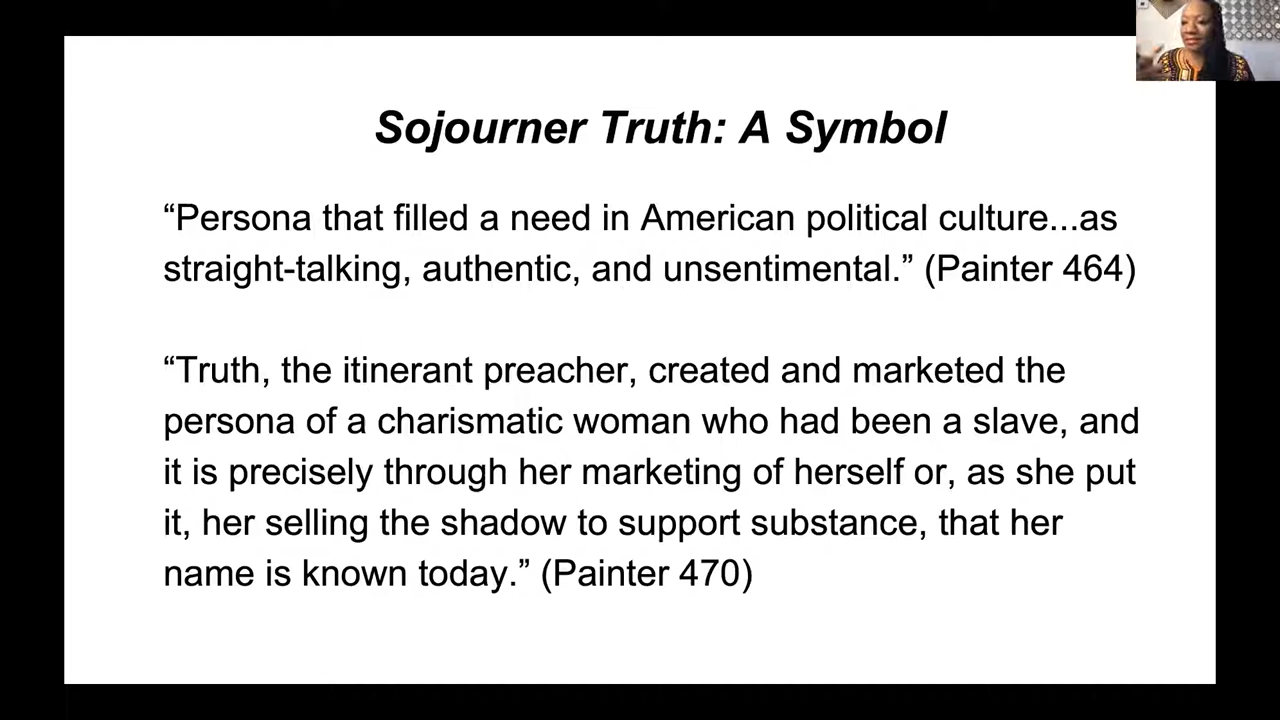 Sojourner Truth: A Symbol
“Persona that filled a need in American political culture...as
straight-talking, authentic, and unsentimental.” (Painter 464)
“Truth, the itinerant preacher, created and marketed the
persona of a charismatic woman who had been a slave, and
it is precisely through her marketing of herself or, as she put
it, her selling the shadow to support substance, that her
name is known today.” (Painter 470)